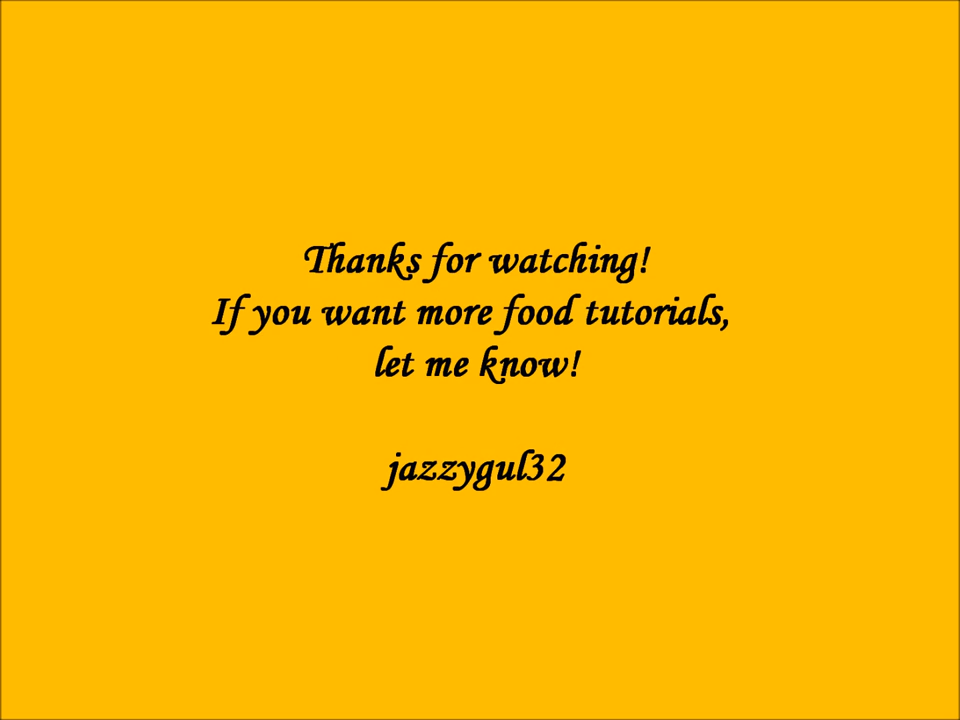 Thanks for watching!
If you want more food tutorials,
let me know!
jazzygul32